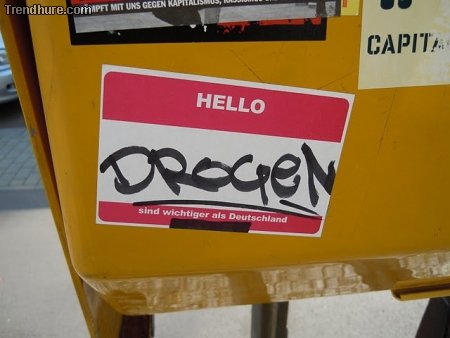 Trendhure.com
MPFT MIT UNS GEGEN KAPITALISMUS,
CAPITA
HELLO
DROGEN
sind wichtiger als Deutschland